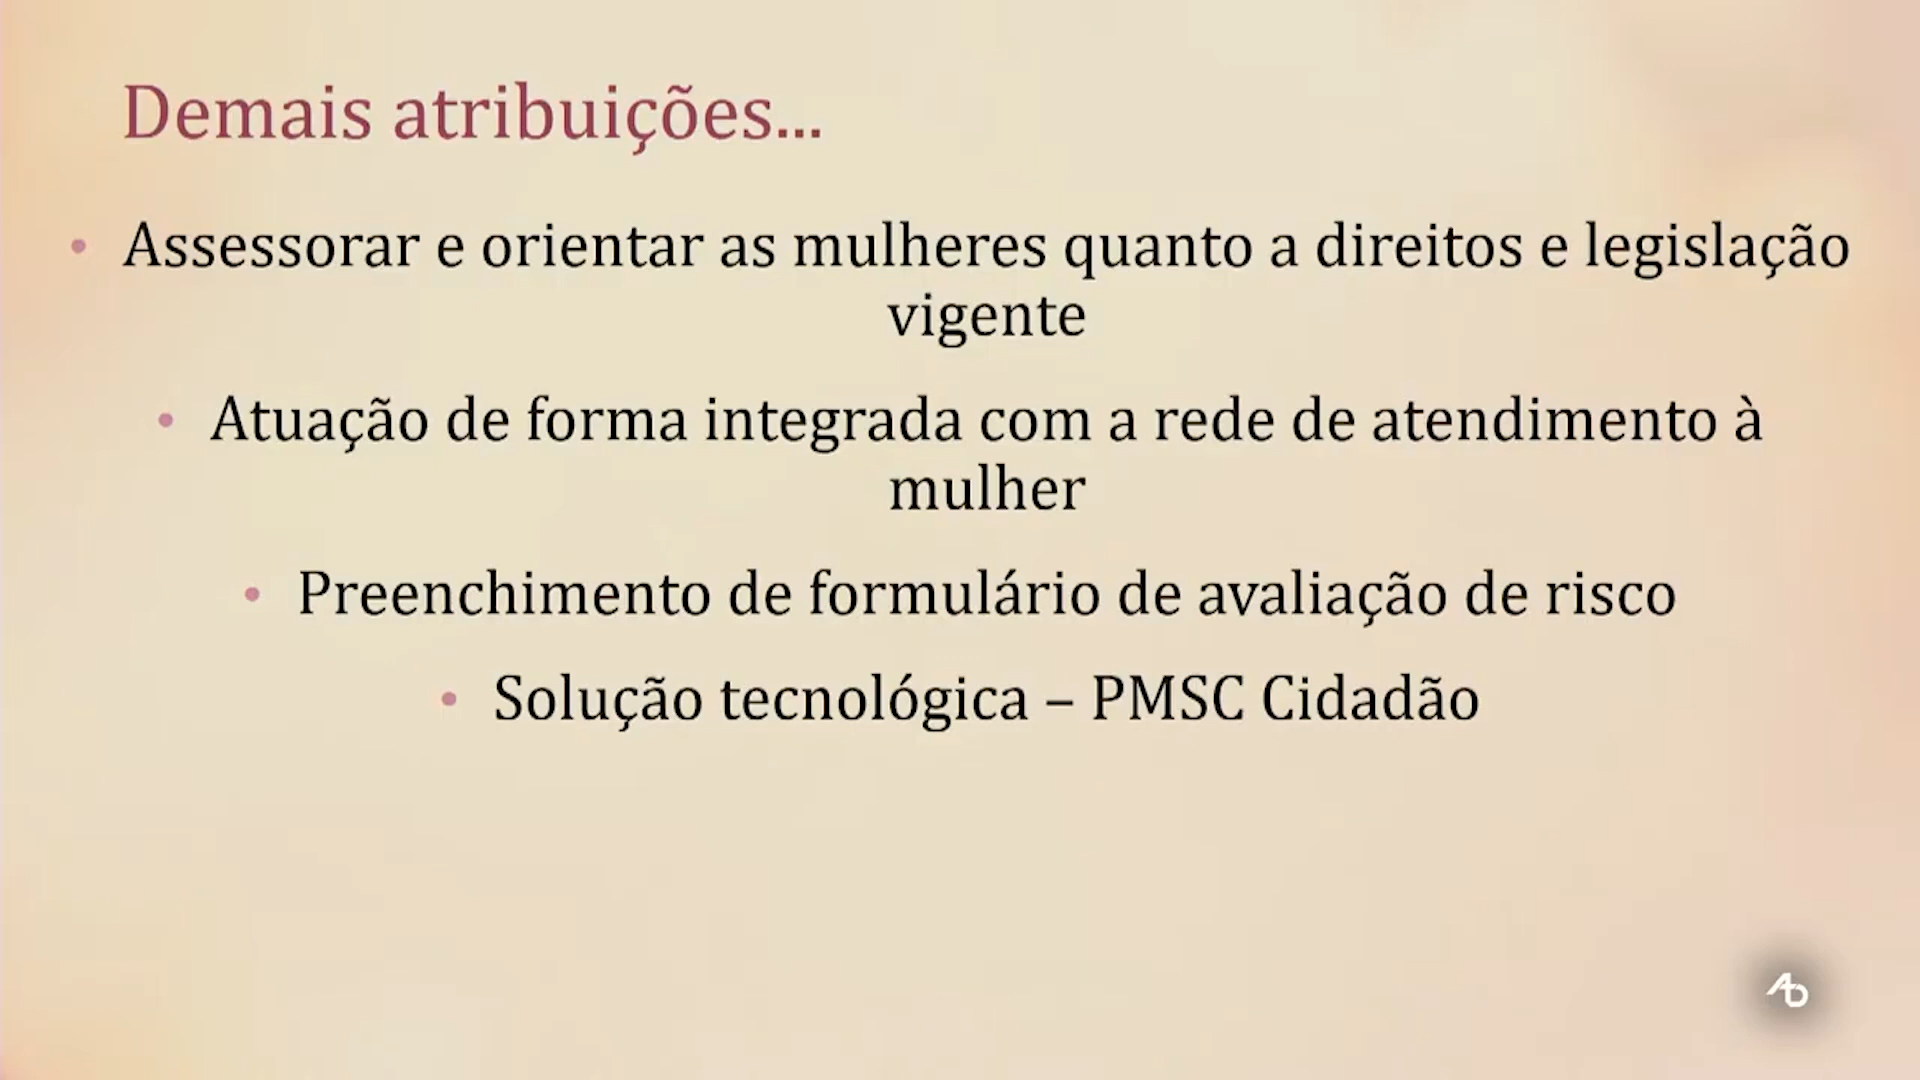 Demais atribuições...
• Assessorar e orientar as mulheres quanto a direitos e legislação
vigente
• Atuação de forma integrada com a rede de atendimento à
mulher
• Preenchimento de formulário de avaliação de risco
• Solução tecnológica – PMSC Cidadão